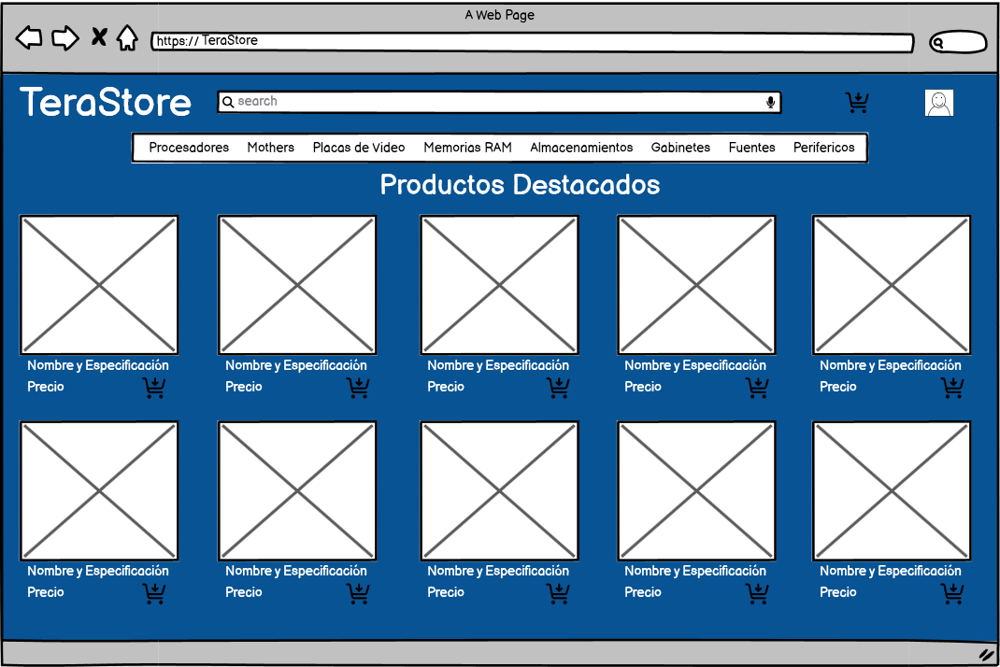 A Web Page
https:// TeraStore
TeraStore
search
Procesadores Mothers Placas de Video Memorias RAM Almacenamientos Gabinetes Fuentes Perifericos
Productos Destacados
Nombre y Especificación Nombre y Especificación Nombre y Especificación Nombre y Especificación Nombre y Especificación
Precio Precio Precio Precio Precio
Nombre y Especificación Nombre y Especificación Nombre y Especificación Nombre y Especificación Nombre y Especificación
Precio Precio Precio Precio Precio